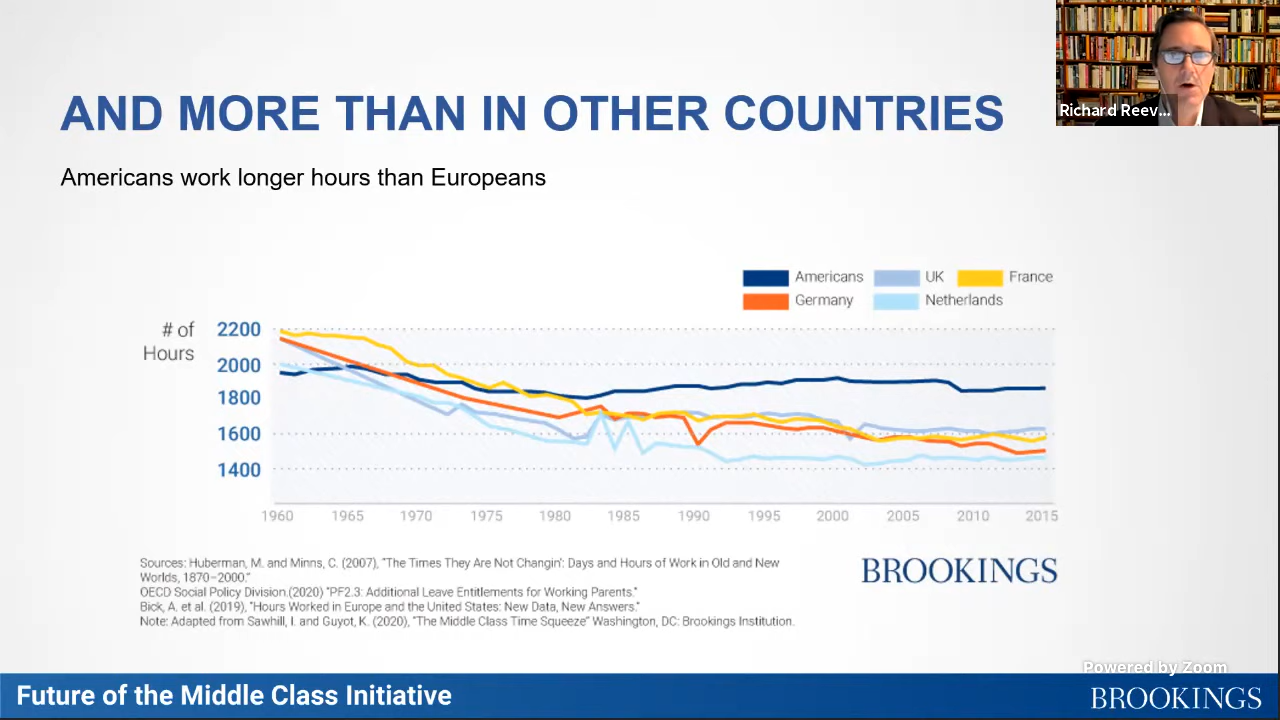 Richard Reev...
AND MORE THAN IN OTHER COUNTRIES
Americans work longer hours than Europeans
Americans UK France
Germany Netherlands
# of
Hours
2200
2000
1800
1600
1400
1960 1965 1970 1975 1980 1985 1990 1995 2000 2005 2010 2015
Sources: Huberman, M. and Minns, C. (2007), "The Times They Are Not Changin': Days and Hours of Work in Old and New
Worlds, 1870–2000."
OECD Social Policy Division.(2020) "PF2.3: Additional Leave Entitlements for Working Parents."
Bick, A. et al. (2019), "Hours Worked in Europe and the United States: New Data, New Answers."
Note: Adapted from Sawhill, I. and Guyot, K. (2020), "The Middle Class Time Squeeze" Washington, DC: Brookings Institution.
BROOKINGS
Powered by Zoom
Future of the Middle Class Initiative
BROOKINGS